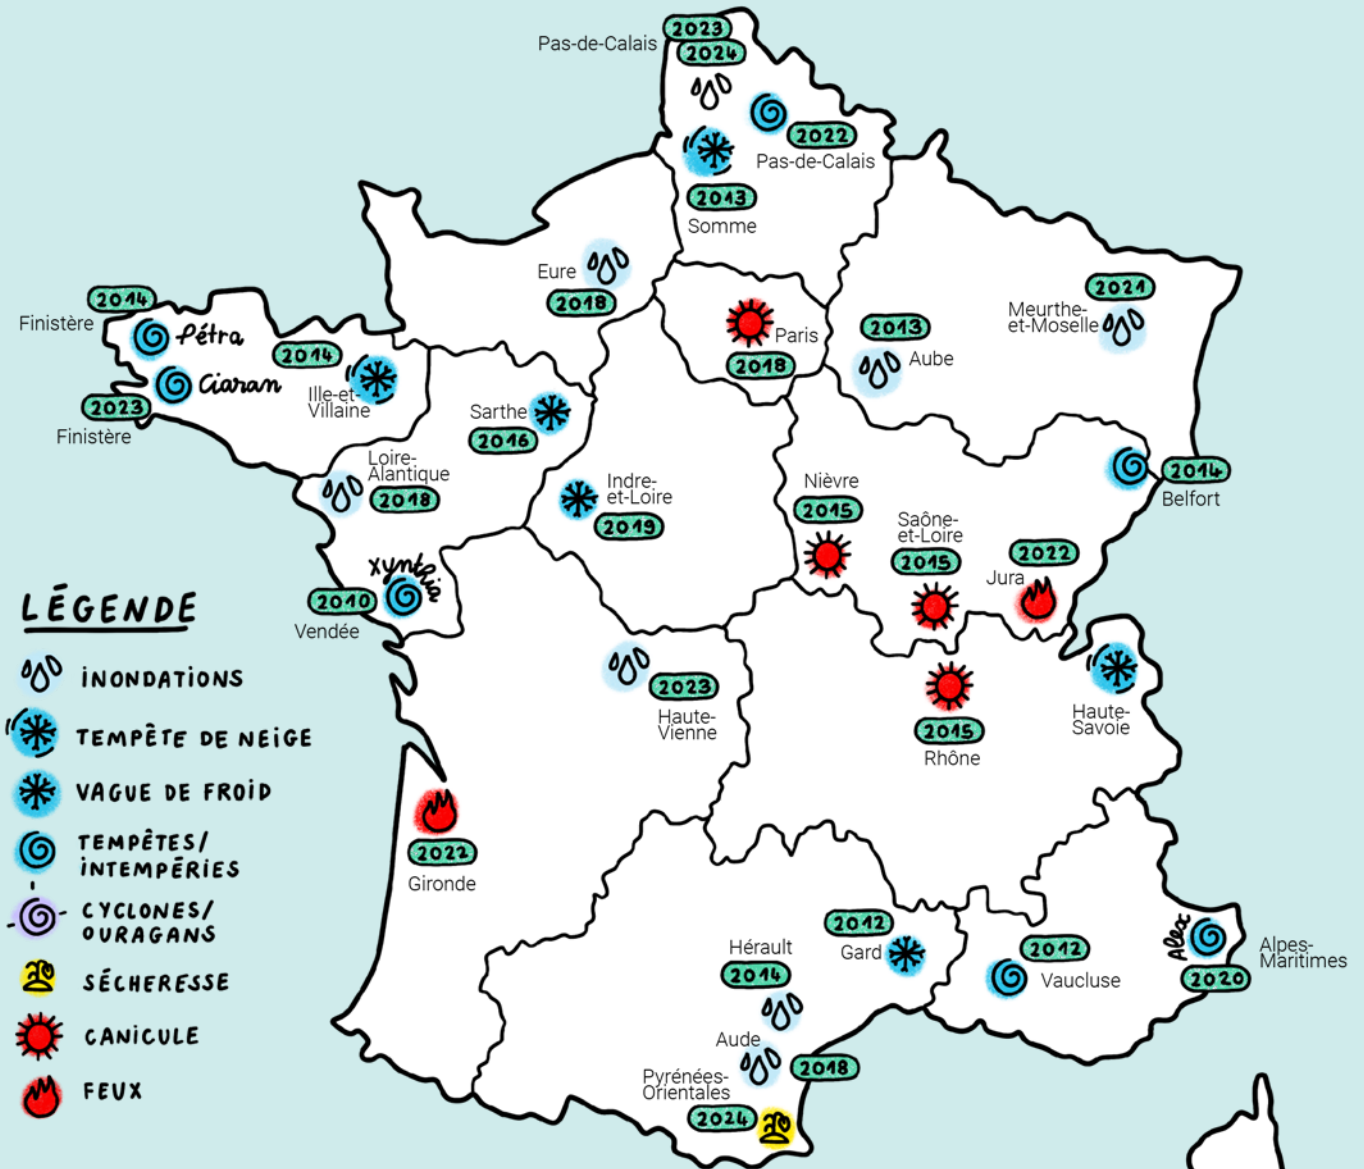 2023
Pas-de-Calais
2024
2022
Pas-de-Calais
2013
Somme
Eure
2018
2014
Finistère
Pétra
Ciaran
2023
Finistère
2014
Ille-et-
Villaine
Sarthe
2016
Paris
2018
2013
Aube
2021
Meurthe-
et-Moselle
Loire-
Alantique
2018
Indre-
et-Loire
2019
2014
Belfort
Nièvre
2015
Saône-
et-Loire
2015
2022
Jura
Xynthia
2010
Vendée
2023
Haute-
Vienne
2015
Rhône
Haute-
Savoie
2022
Gironde
2012
Gard
Hérault
2014
Aude
2018
Pyrénées-
Orientales
2024
2012
Vaucluse
Alex
2020
Alpes-
Maritimes
LÉGENDE
INONDATIONS
TEMPÊTE DE NEIGE
VAGUE DE FROID
TEMPÊTES/
INTEMPÉRIES
CYCLONES/
OURAGANS
SÉCHERESSE
CANICULE
FEUX